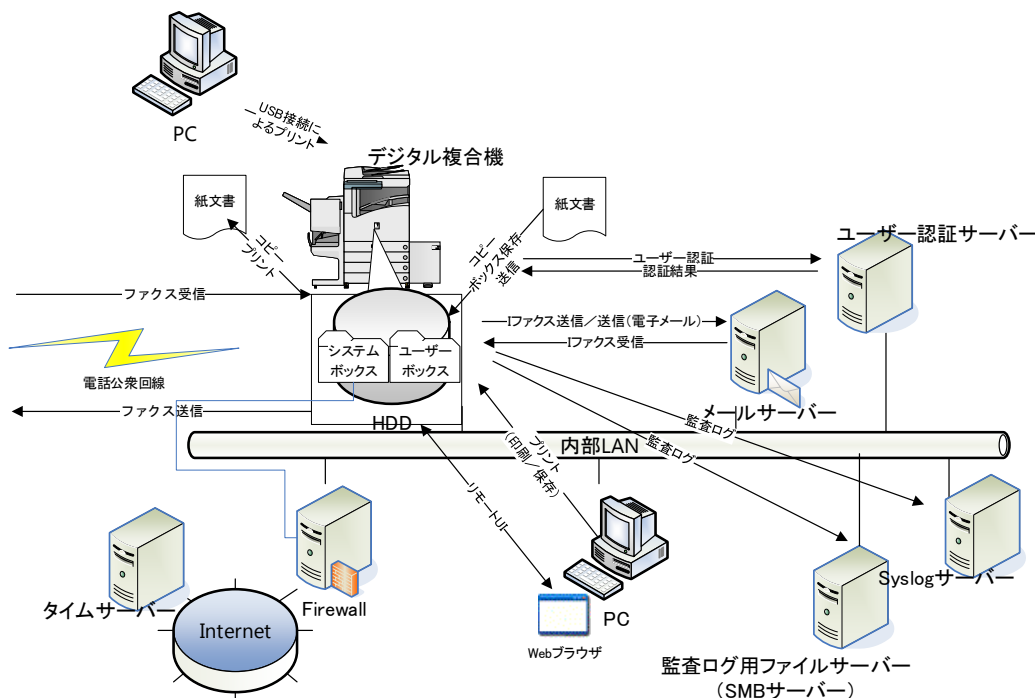 PC
USB接続に
よるプリント
デジタル複合機
紙文書
コピー
プリント
紙文書
コピー
ボックス保存
送信
ユーザー認証サーバー
ユーザー認証
認証結果
ファクス受信
Iファクス送信／送信(電子メール)
Iファクス受信
システム
ボックス
ユーザー
ボックス
電話公衆回線
ファクス送信
HDD
メールサーバー
監査ログ
監査ログ
内部LAN
プリント
(印刷／保存)
リモートUI
タイムサーバー
Firewall
Internet
PC
Webブラウザ
Syslogサーバー
監査ログ用ファイルサーバー
（SMBサーバー）